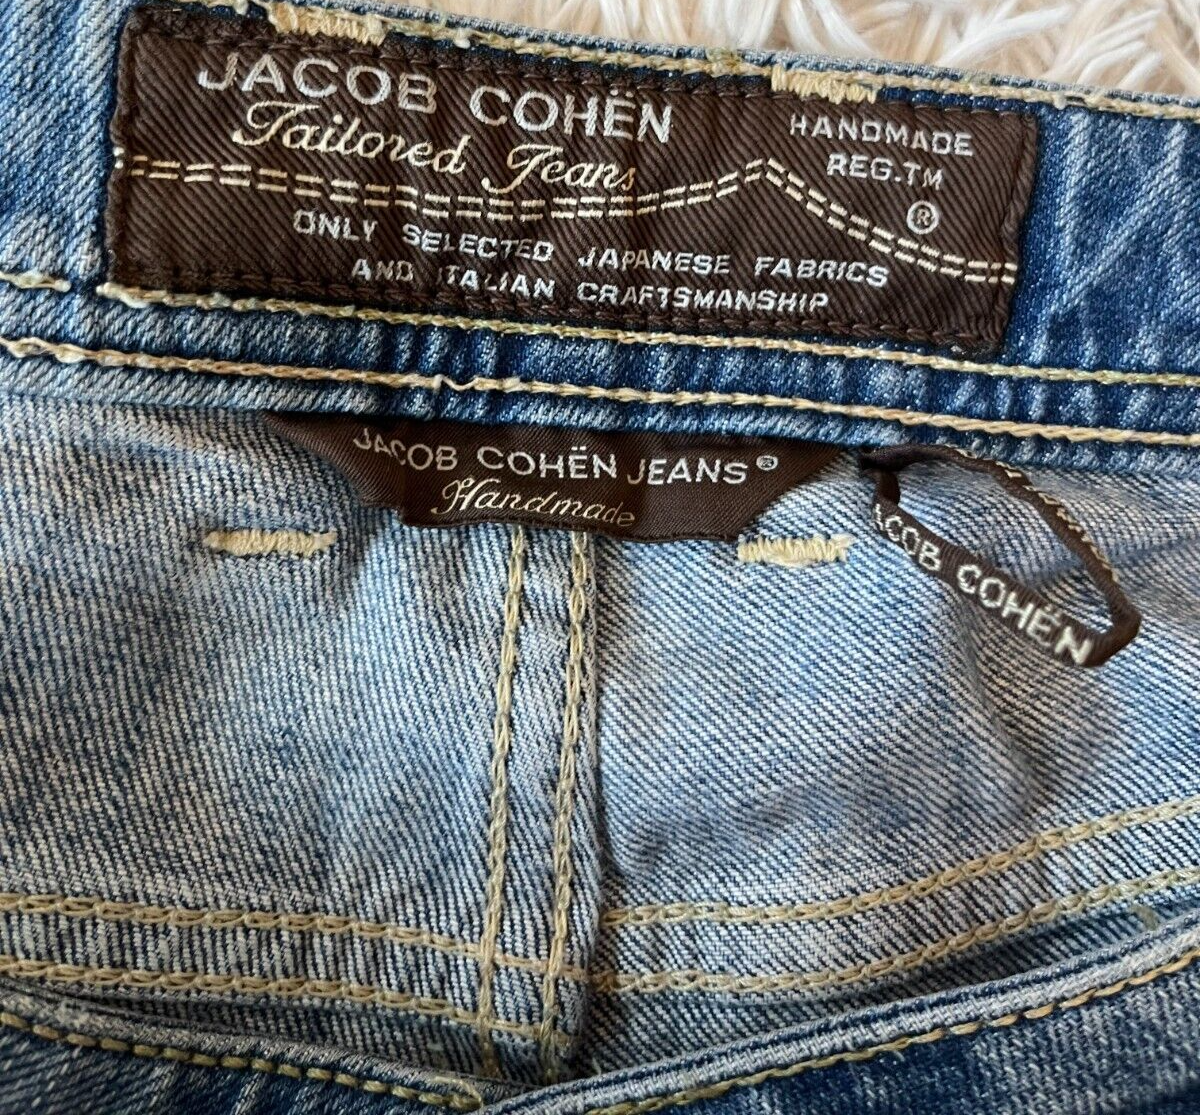 JACOB COHËN
Tailored Jeans
HANDMADE
REG.TM
®
ONLY SELECTED JAPANESE FABRICS
AND ITALIAN CRAFTSMANSHIP
JACOB COHËN JEANS ®
Handmade
JACOB COHËN